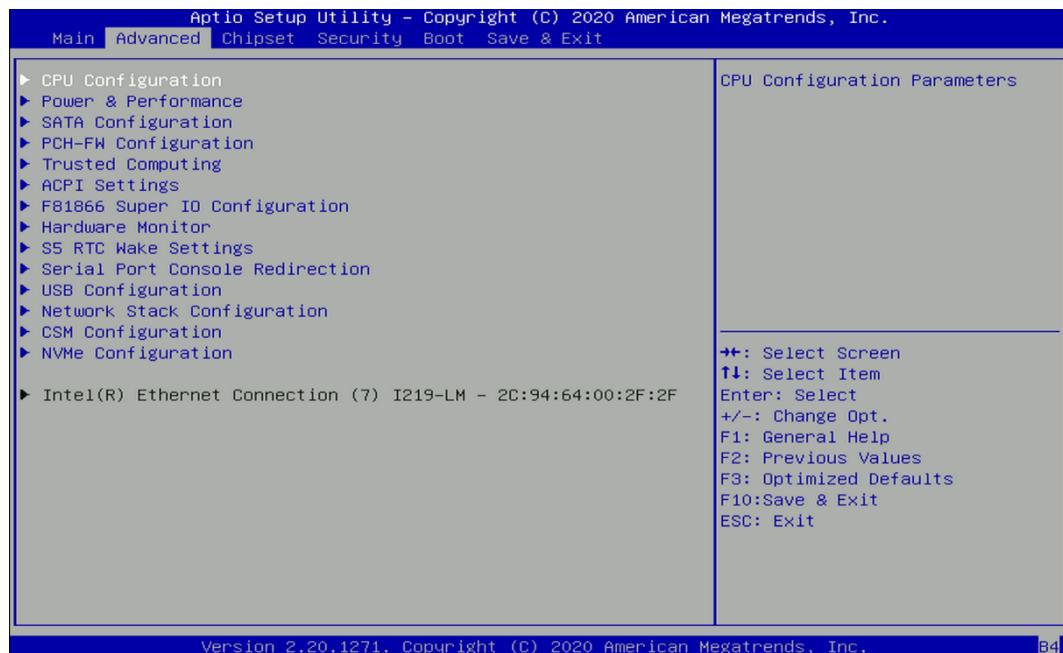 Aptio Setup Utility – Copyright (C) 2020 American Megatrends, Inc.
Main Advanced Chipset Security Boot Save & Exit
► CPU Configuration
► Power & Performance
► SATA Configuration
► PCH-FW Configuration
► Trusted Computing
► ACPI Settings
► F81866 Super IO Configuration
► Hardware Monitor
► S5 RTC Wake Settings
► Serial Port Console Redirection
► USB Configuration
► Network Stack Configuration
► CSM Configuration
► NVMe Configuration
► Intel(R) Ethernet Connection (7) I219-LM – 2C:94:64:00:2F:2F
CPU Configuration Parameters
→←: Select Screen
↑↓: Select Item
Enter: Select
+/-: Change Opt.
F1: General Help
F2: Previous Values
F3: Optimized Defaults
F10:Save & Exit
ESC: Exit
Version 2.20.1271. Copyright (C) 2020 American Megatrends, Inc.
B4